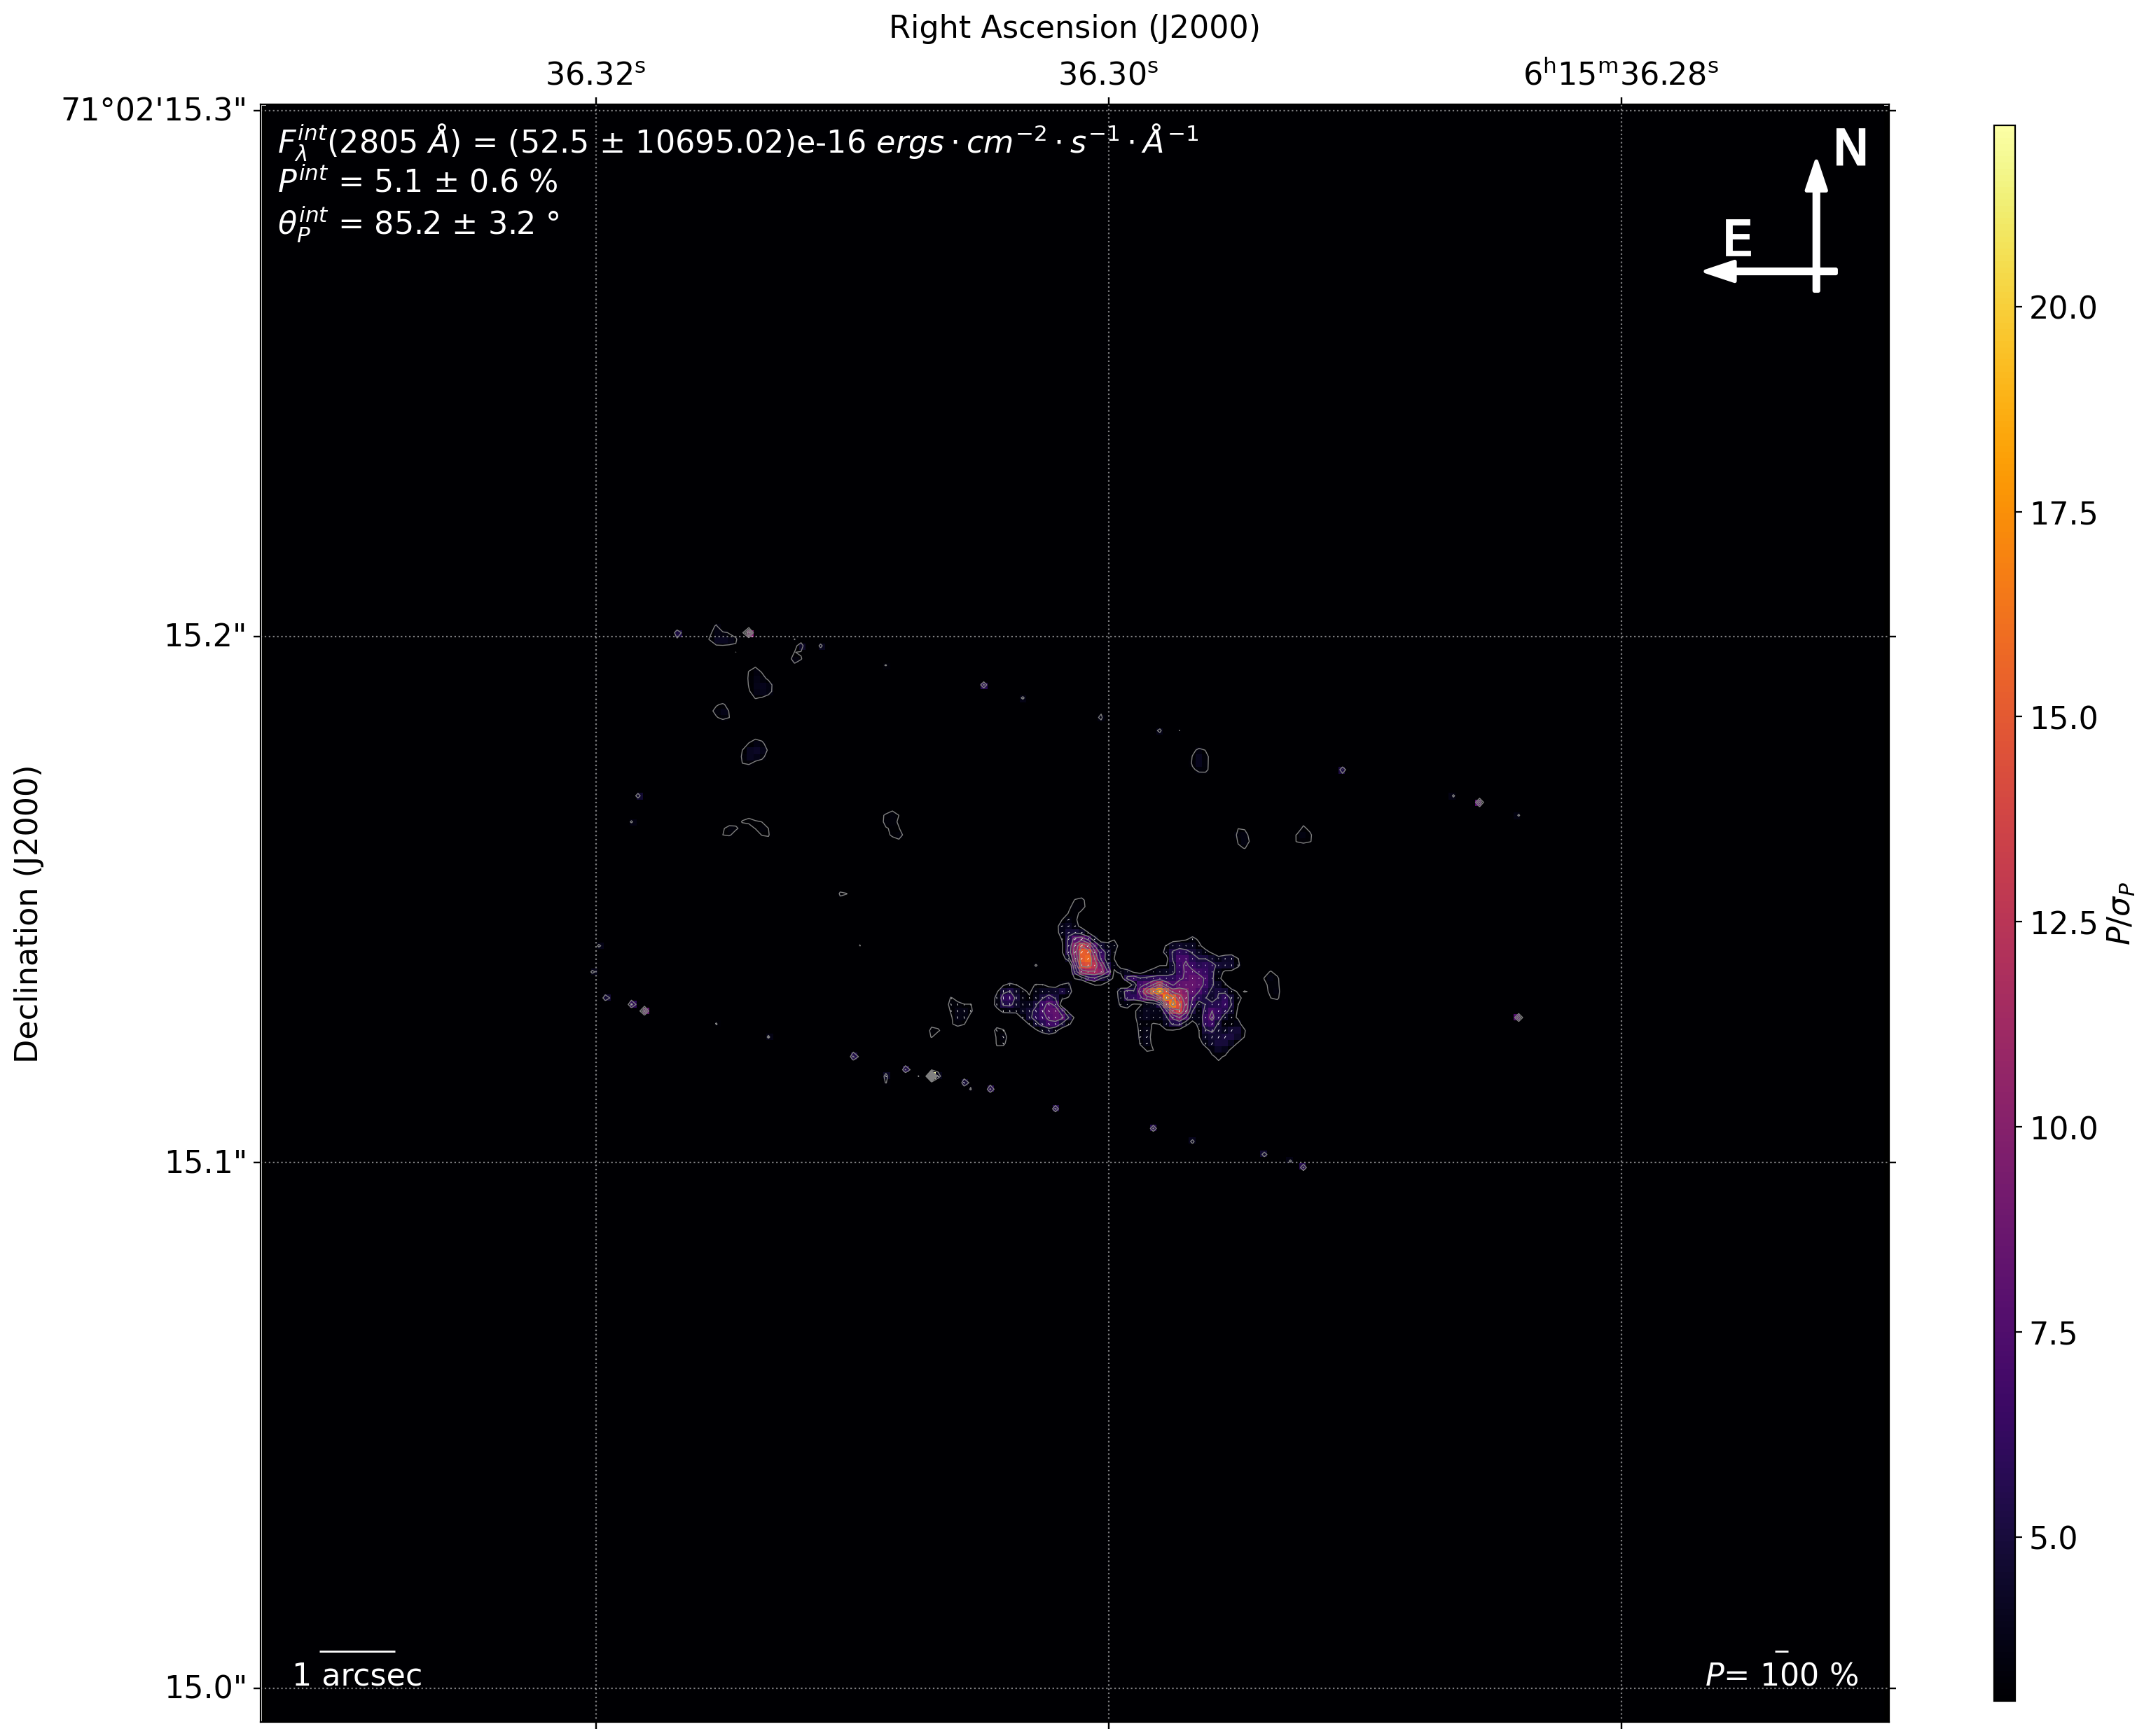 Right Ascension (J2000)
36.32ˢ 36.30ˢ 6ʰ15ᵐ36.28ˢ
71°02'15.3"
F_λ^int(2805 Å) = (52.5 ± 10695.02)e-16 ergs · cm⁻² · s⁻¹ · Å⁻¹
P^int = 5.1 ± 0.6 %
θ_P^int = 85.2 ± 3.2 °
N
E
20.0
17.5
15.2"
15.0
Declination (J2000)
12.5
P/σ_P
10.0
15.1"
7.5
5.0
1 arcsec
P= 100 %
15.0"